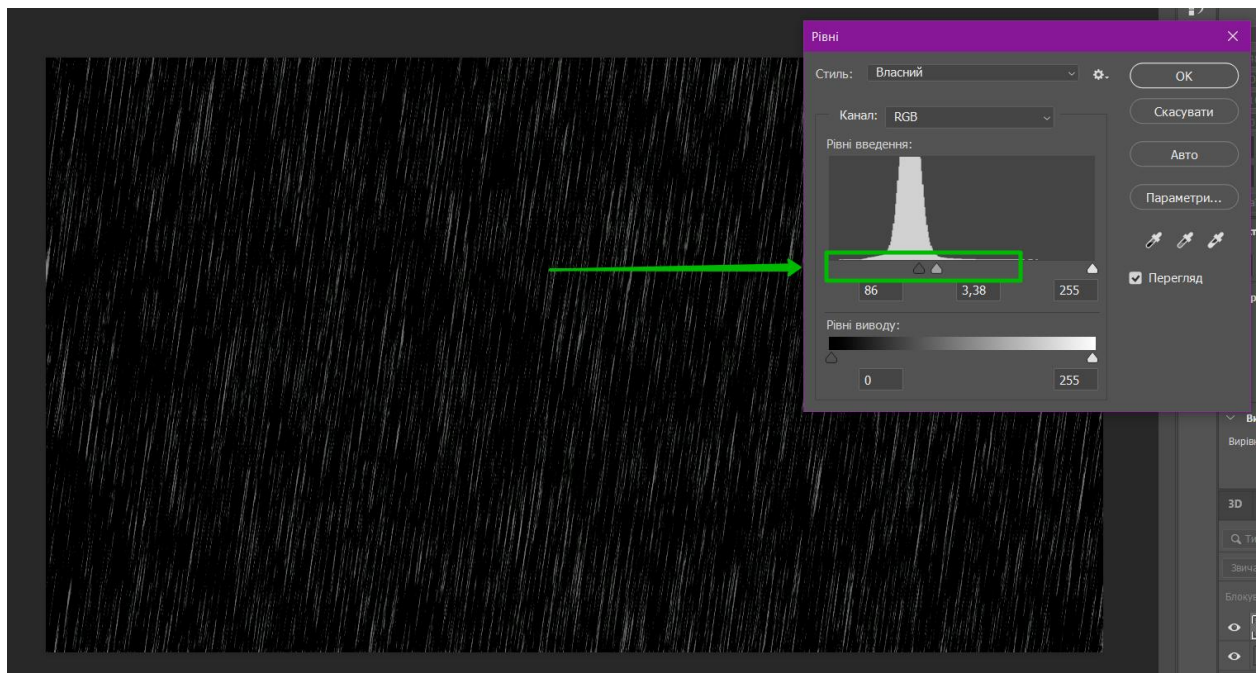 Рівні
Стиль: Власний
ОК
Канал: RGB
Скасувати
Рівні введення:
Авто
Параметри...
Перегляд
86 3,38 255
Рівні виводу:
0 255
3D